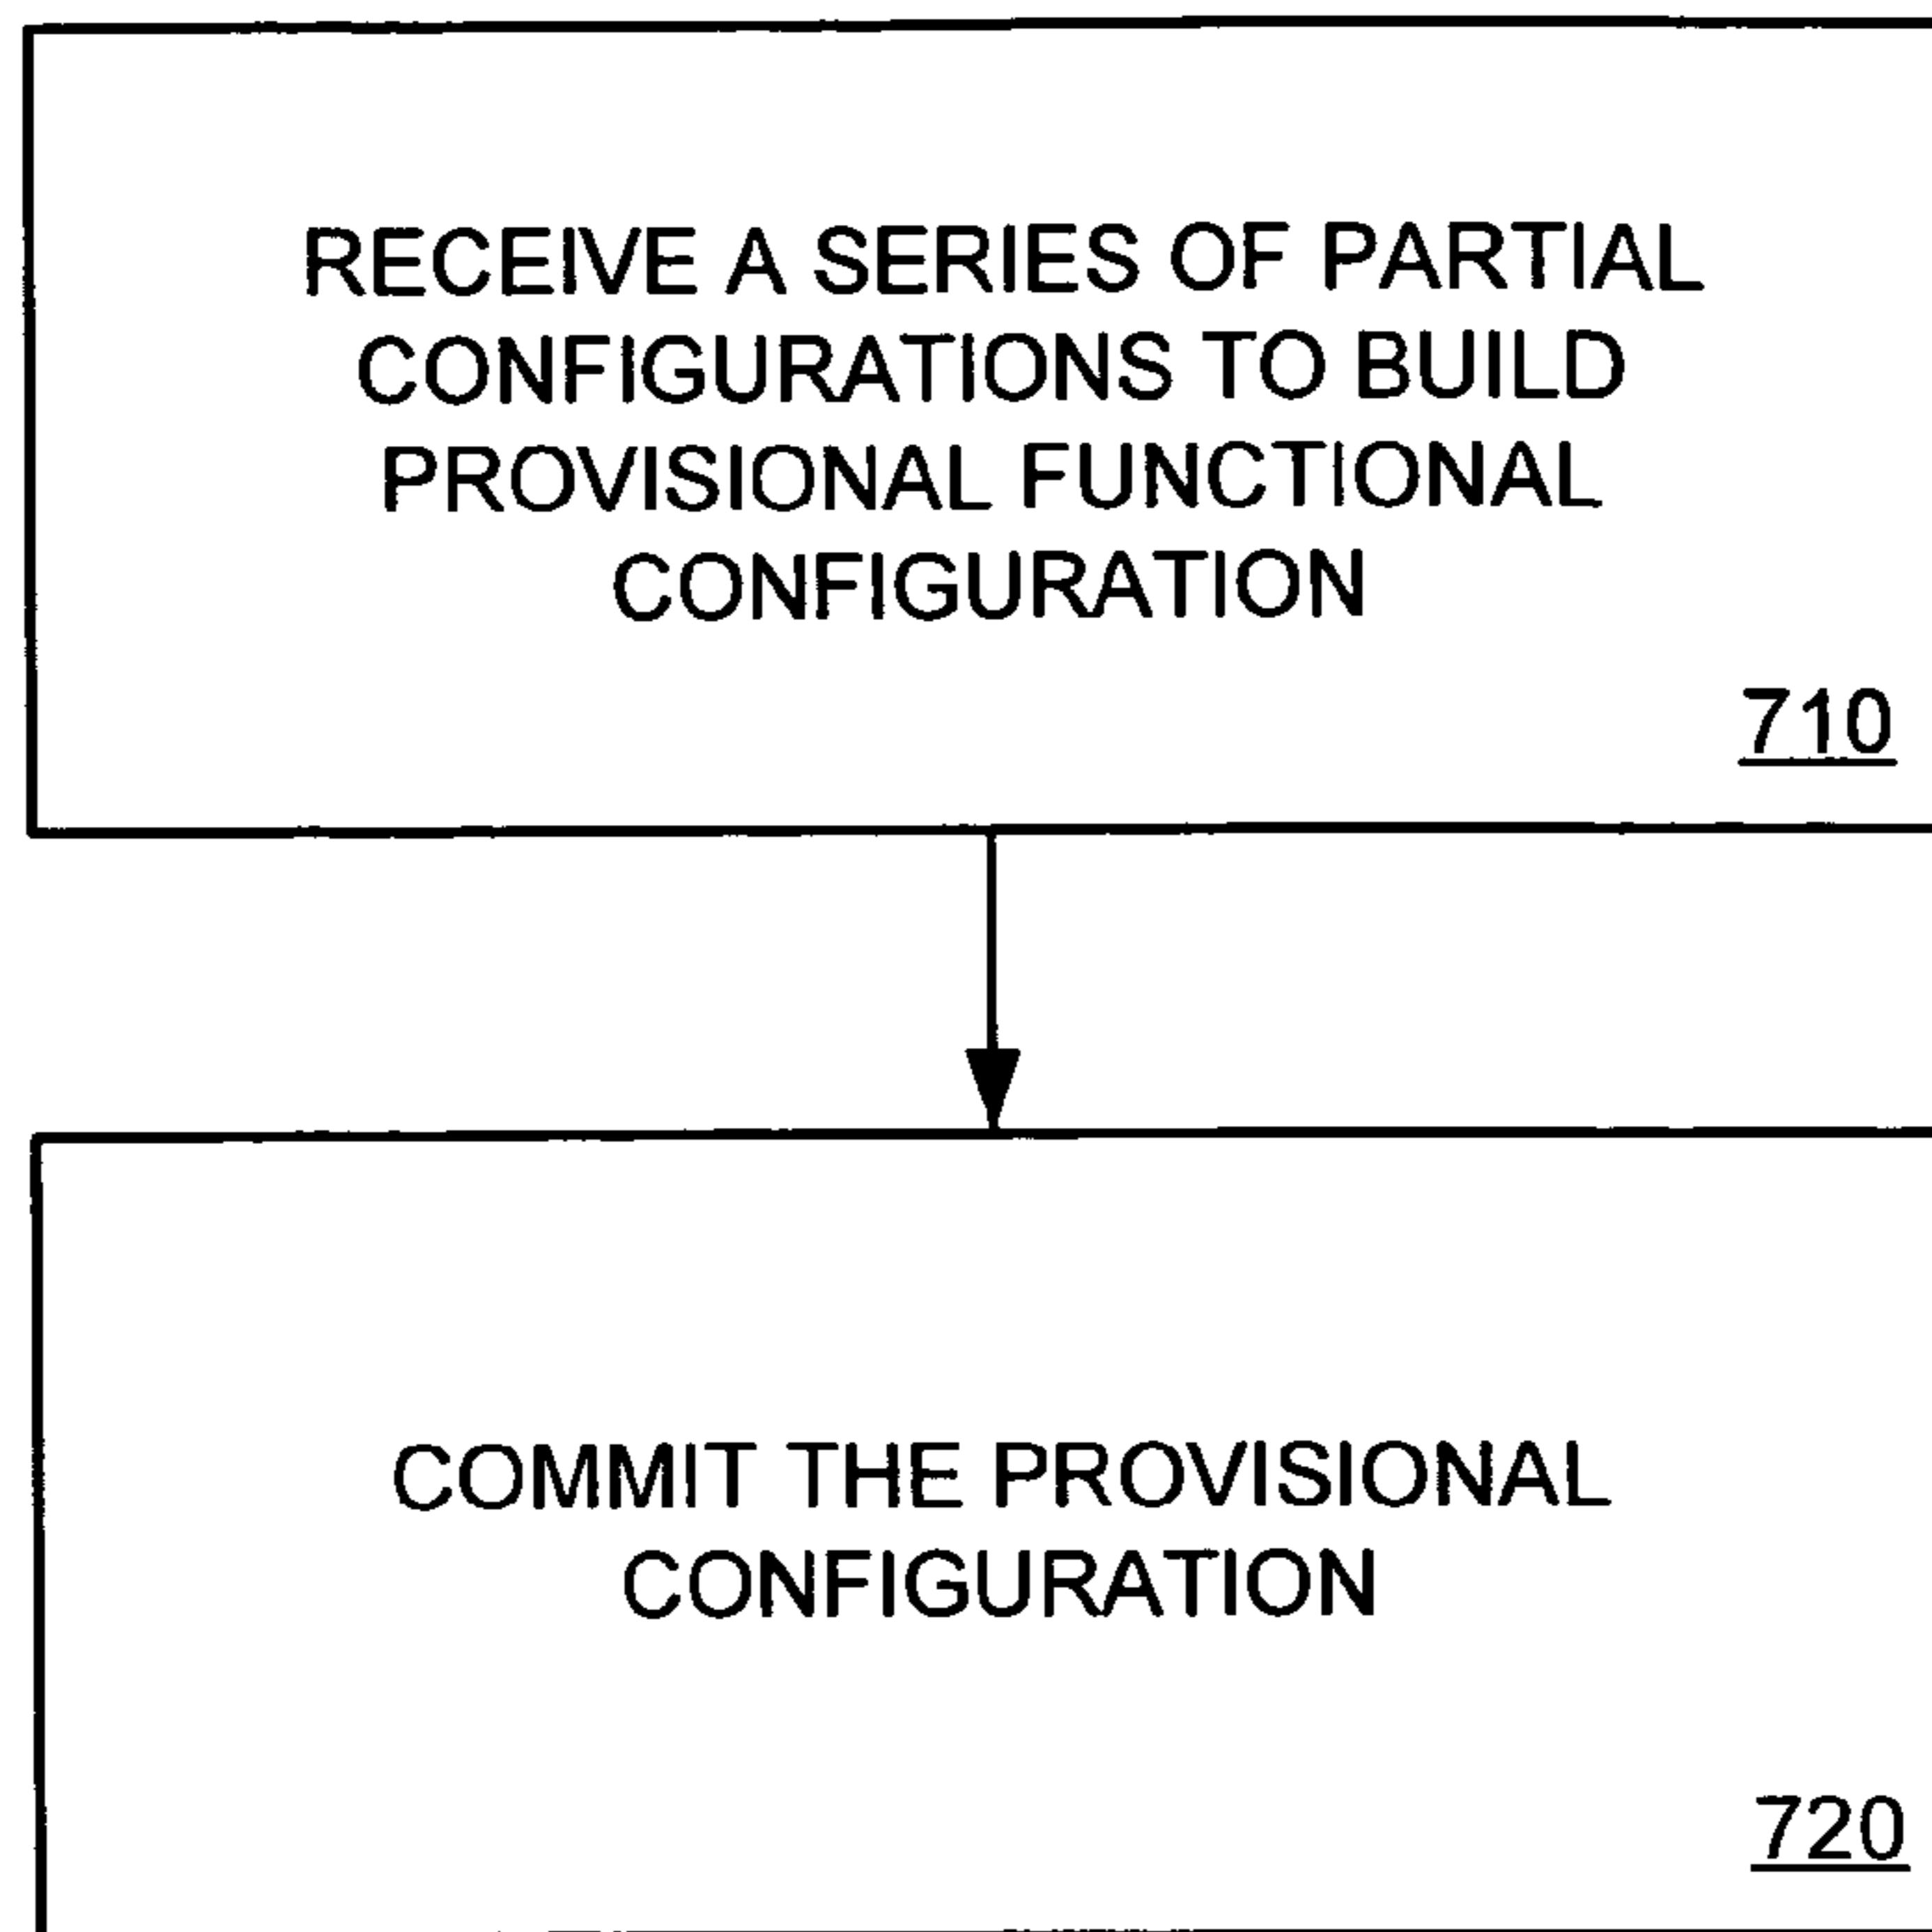 RECEIVE A SERIES OF PARTIAL
CONFIGURATIONS TO BUILD
PROVISIONAL FUNCTIONAL
CONFIGURATION
710
COMMIT THE PROVISIONAL
CONFIGURATION
720